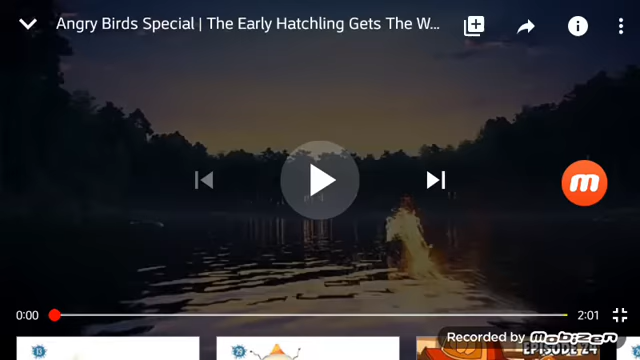 Angry Birds Special | The Early Hatchling Gets The W...
0:00
2:01
Recorded by
MobiZen
EPISODE 24